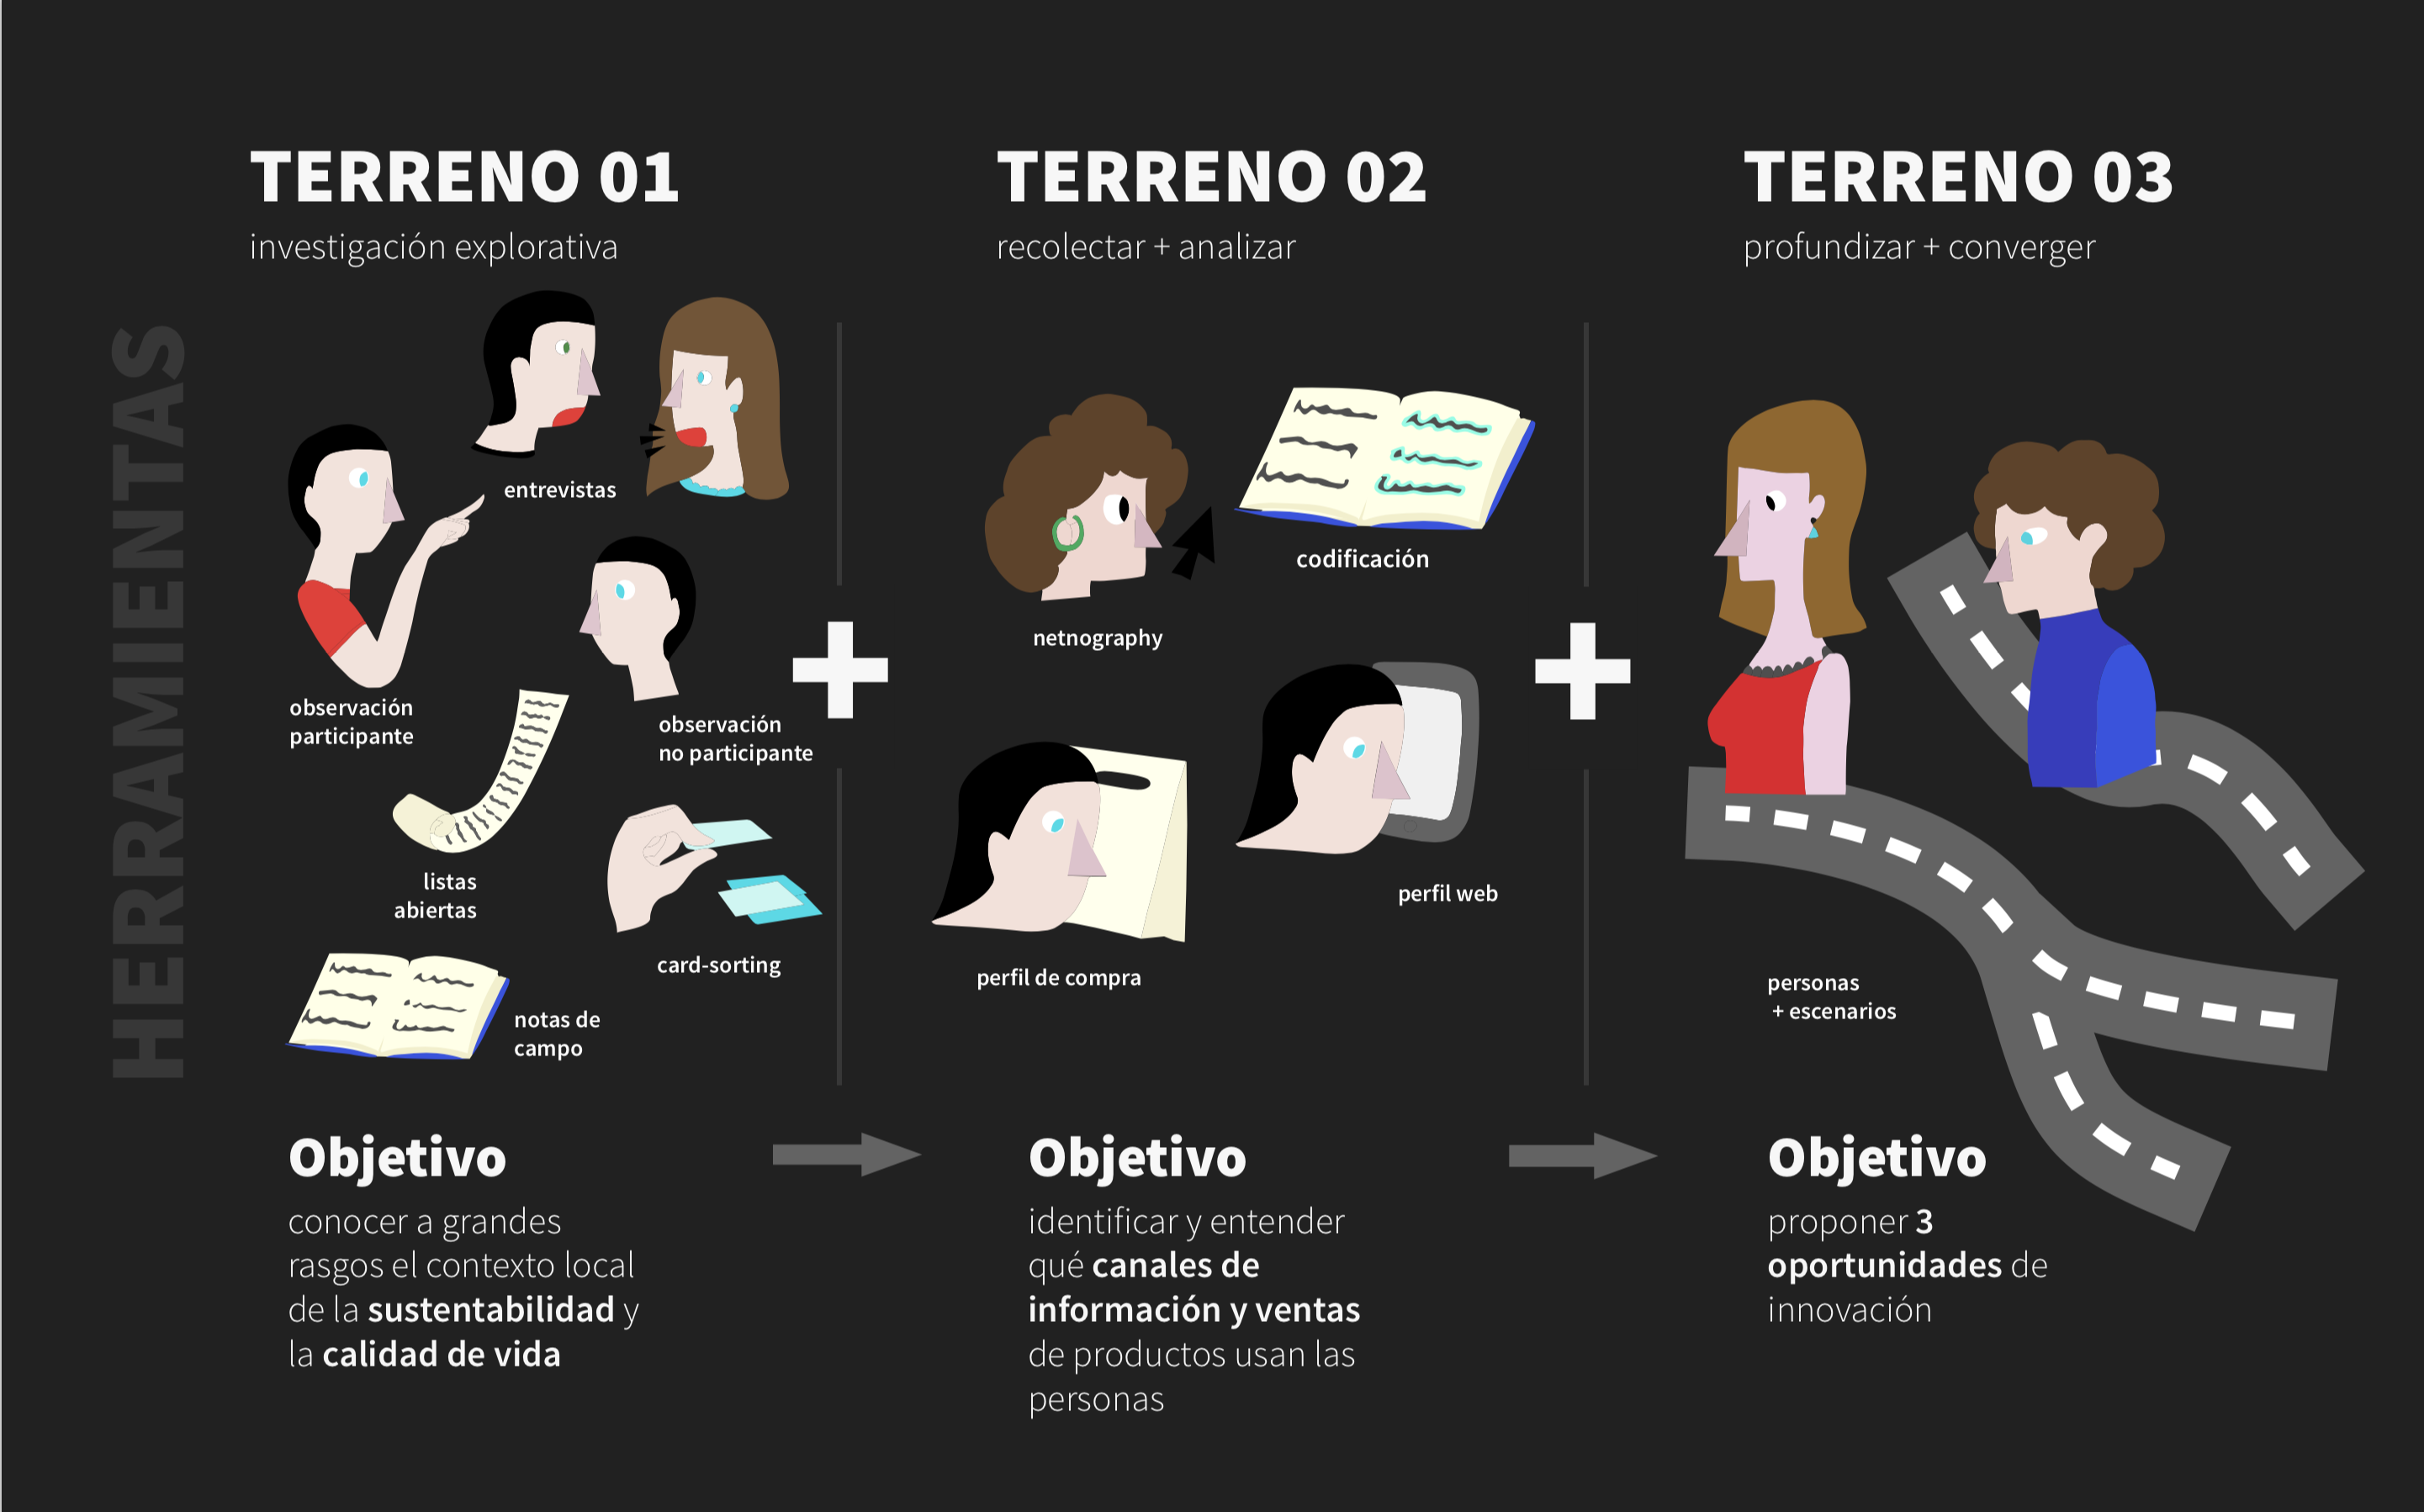 HERRAMIENTAS
TERRENO 01
investigación explorativa
entrevistas
observación
participante
observación
no participante
listas
abiertas
card-sorting
notas de
campo
Objetivo
conocer a grandes
rasgos el contexto local
de la sustentabilidad y
la calidad de vida
TERRENO 02
recolectar + analizar
codificación
netnography
perfil web
perfil de compra
Objetivo
identificar y entender
qué canales de
información y ventas
de productos usan las
personas
TERRENO 03
profundizar + converger
personas
+ escenarios
Objetivo
proponer 3
oportunidades de
innovación